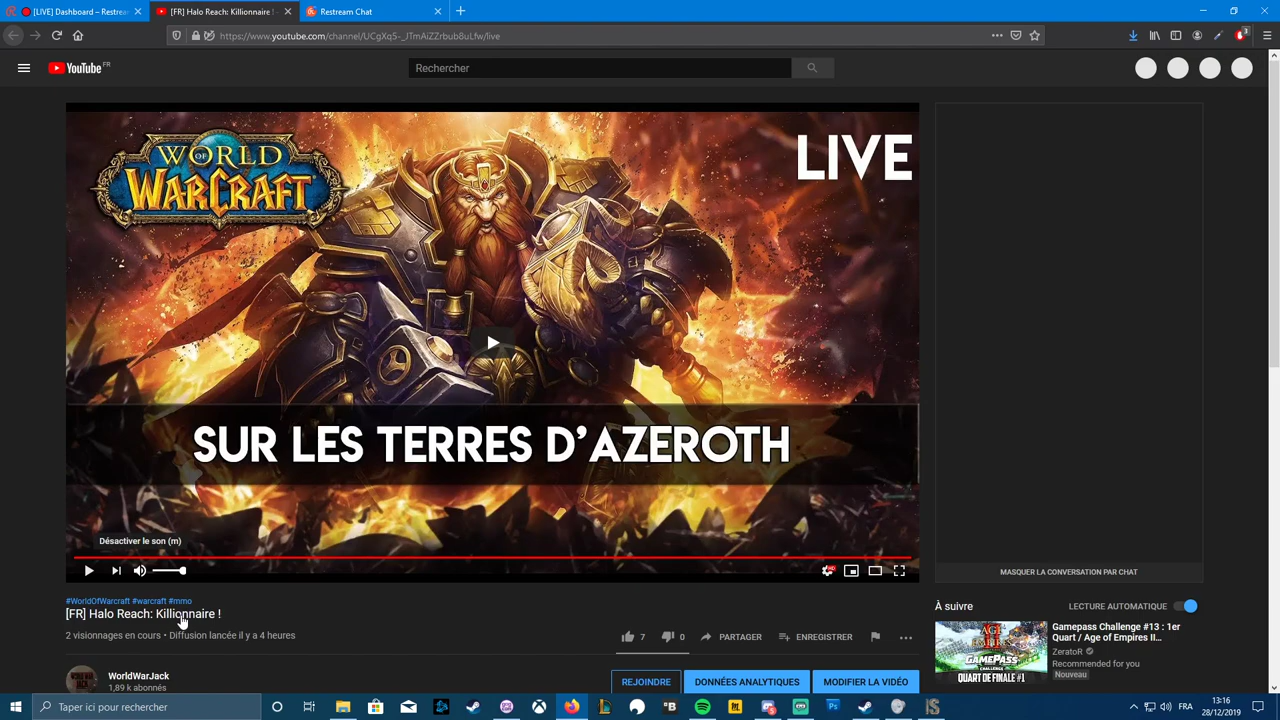 [LIVE] Dashboard – Restream
[FR] Halo Reach: Killionnaire ! -
Restream Chat
https://www.youtube.com/channel/UCgXqS-_JTmAiZZrbub8uLfw/live
3
YouTube FR
Rechercher
WORLD
OF
WARCRAFT
LIVE
SUR LES TERRES D'AZEROTH
Désactiver le son (m)
HD
MASQUER LA CONVERSATION PAR CHAT
#WorldOfWarcraft #warcraft #mmo
[FR] Halo Reach: Killionnaire !
2 visionnages en cours • Diffusion lancée il y a 4 heures
7
0
PARTAGER
ENREGISTRER
WorldWarJack
1,89 k abonnés
REJOINDRE
DONNÉES ANALYTIQUES
MODIFIER LA VIDÉO
À suivre
LECTURE AUTOMATIQUE
AGE
GAMEPASS
CHALLENGE
QUART DE FINALE #1
Gamepass Challenge #13 : 1er
Quart / Age of Empires II...
ZeratoR
Recommended for you
Nouveau
Taper ici pour rechercher
FRA
13:16
28/12/2019